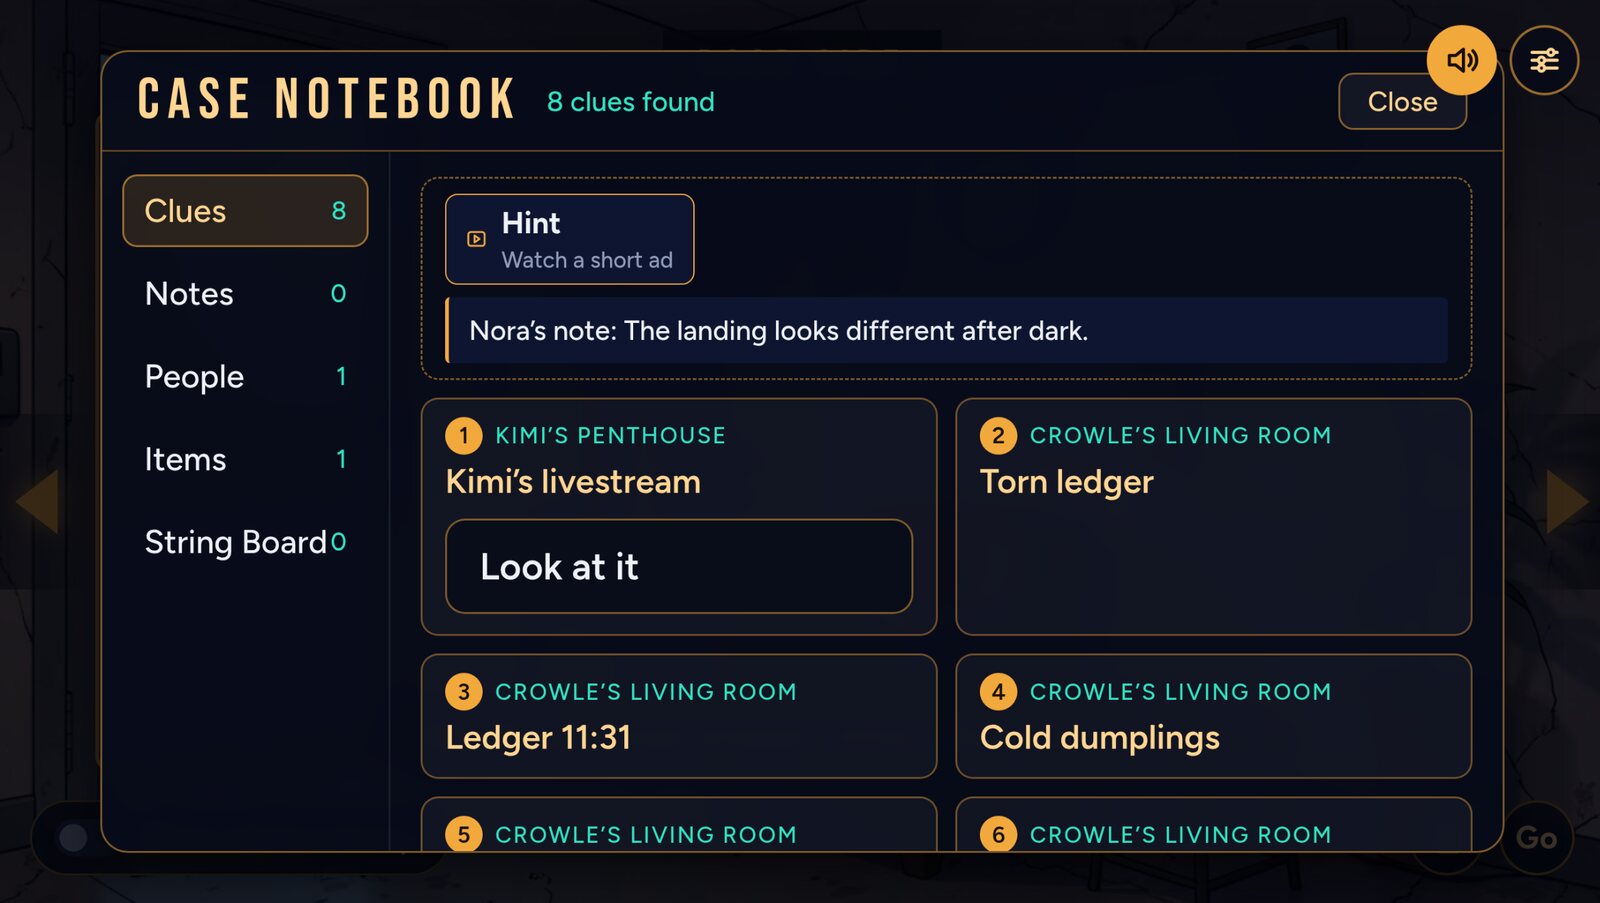 CASE NOTEBOOK
8 clues found
Close
Clues 8
Notes 0
People 1
Items 1
String Board 0
Hint
Watch a short ad
Nora’s note: The landing looks different after dark.
1 KIMI’S PENTHOUSE
Kimi’s livestream
Look at it
2 CROWLE’S LIVING ROOM
Torn ledger
3 CROWLE’S LIVING ROOM
Ledger 11:31
4 CROWLE’S LIVING ROOM
Cold dumplings
5 CROWLE’S LIVING ROOM
6 CROWLE’S LIVING ROOM
Go